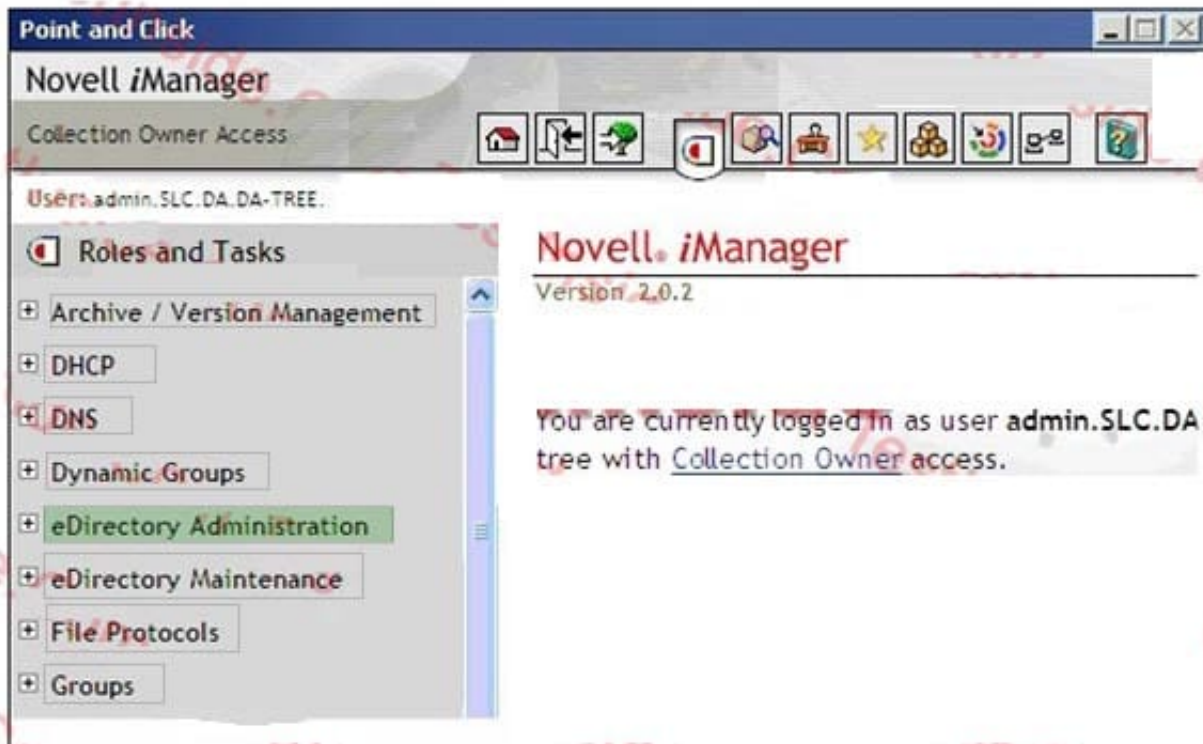 Point and Click
Novell iManager
Collection Owner Access
User: admin.SLC.DA.DA-TREE.
Roles and Tasks
Archive / Version Management
DHCP
DNS
Dynamic Groups
eDirectory Administration
eDirectory Maintenance
File Protocols
Groups
Novell® iManager
Version 2.0.2
You are currently logged in as user admin.SLC.DA
tree with Collection Owner access.